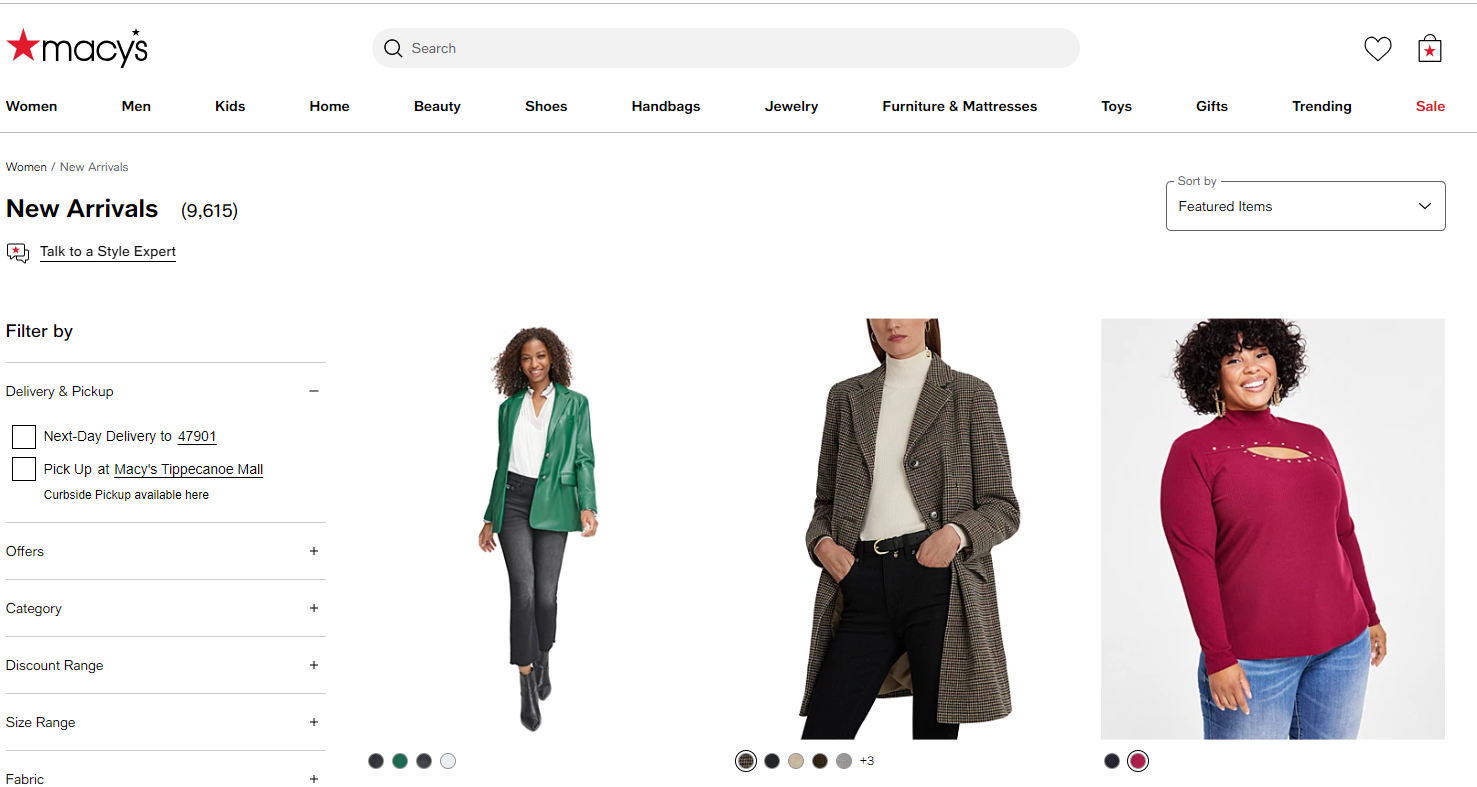 macy's
Search
Women Men Kids Home Beauty Shoes Handbags Jewelry Furniture & Mattresses Toys Gifts Trending Sale
Women / New Arrivals
New Arrivals (9,615)
Sort by
Featured Items
Talk to a Style Expert
Filter by
Delivery & Pickup
Next-Day Delivery to 47901
Pick Up at Macy's Tippecanoe Mall
Curbside Pickup available here
Offers
Category
Discount Range
Size Range
Fabric
+3